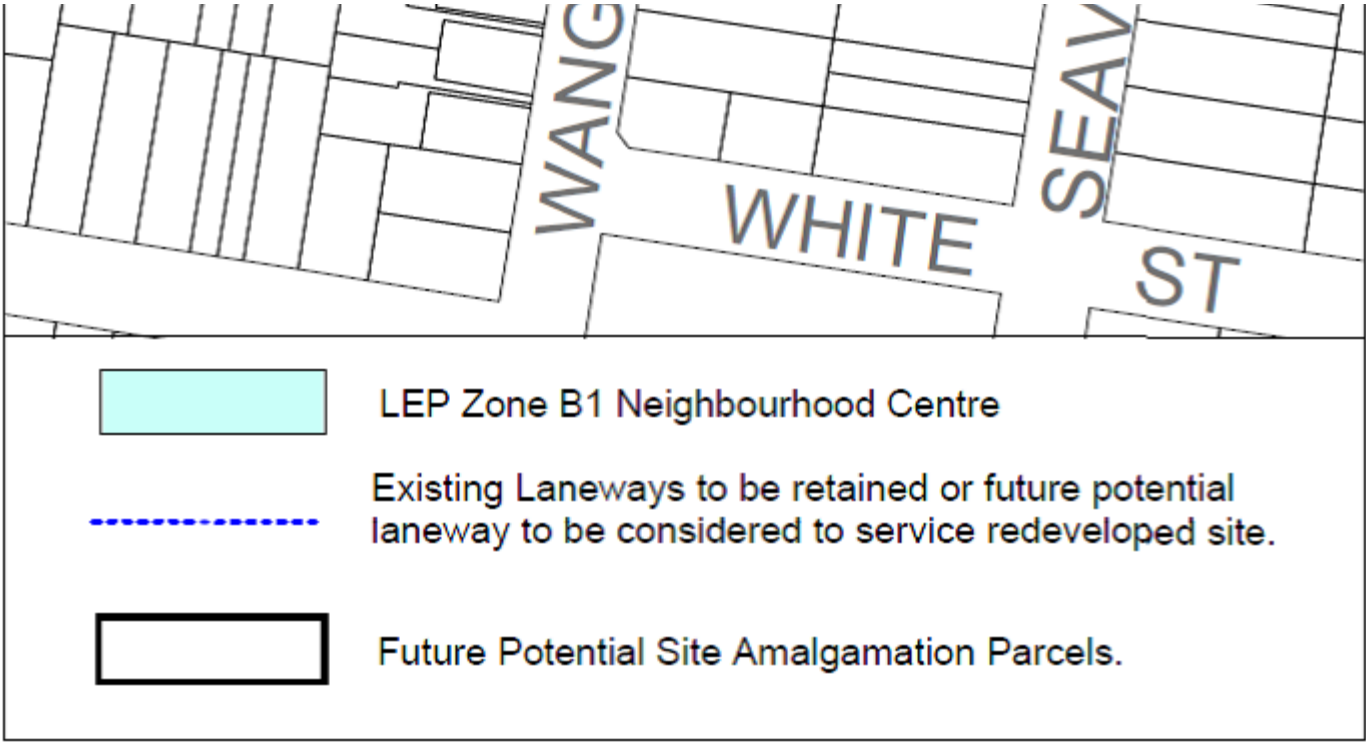 WANG
SEAV
WHITE
ST
LEP Zone B1 Neighbourhood Centre
Existing Laneways to be retained or future potential
laneway to be considered to service redeveloped site.
Future Potential Site Amalgamation Parcels.